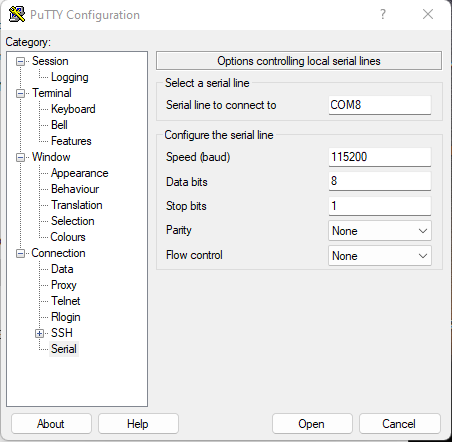 PuTTY Configuration
?
Category:
Session
Logging
Terminal
Keyboard
Bell
Features
Window
Appearance
Behaviour
Translation
Selection
Colours
Connection
Data
Proxy
Telnet
Rlogin
SSH
Serial
Options controlling local serial lines
Select a serial line
Serial line to connect to COM8
Configure the serial line
Speed (baud) 115200
Data bits 8
Stop bits 1
Parity None
Flow control None
About Help Open Cancel